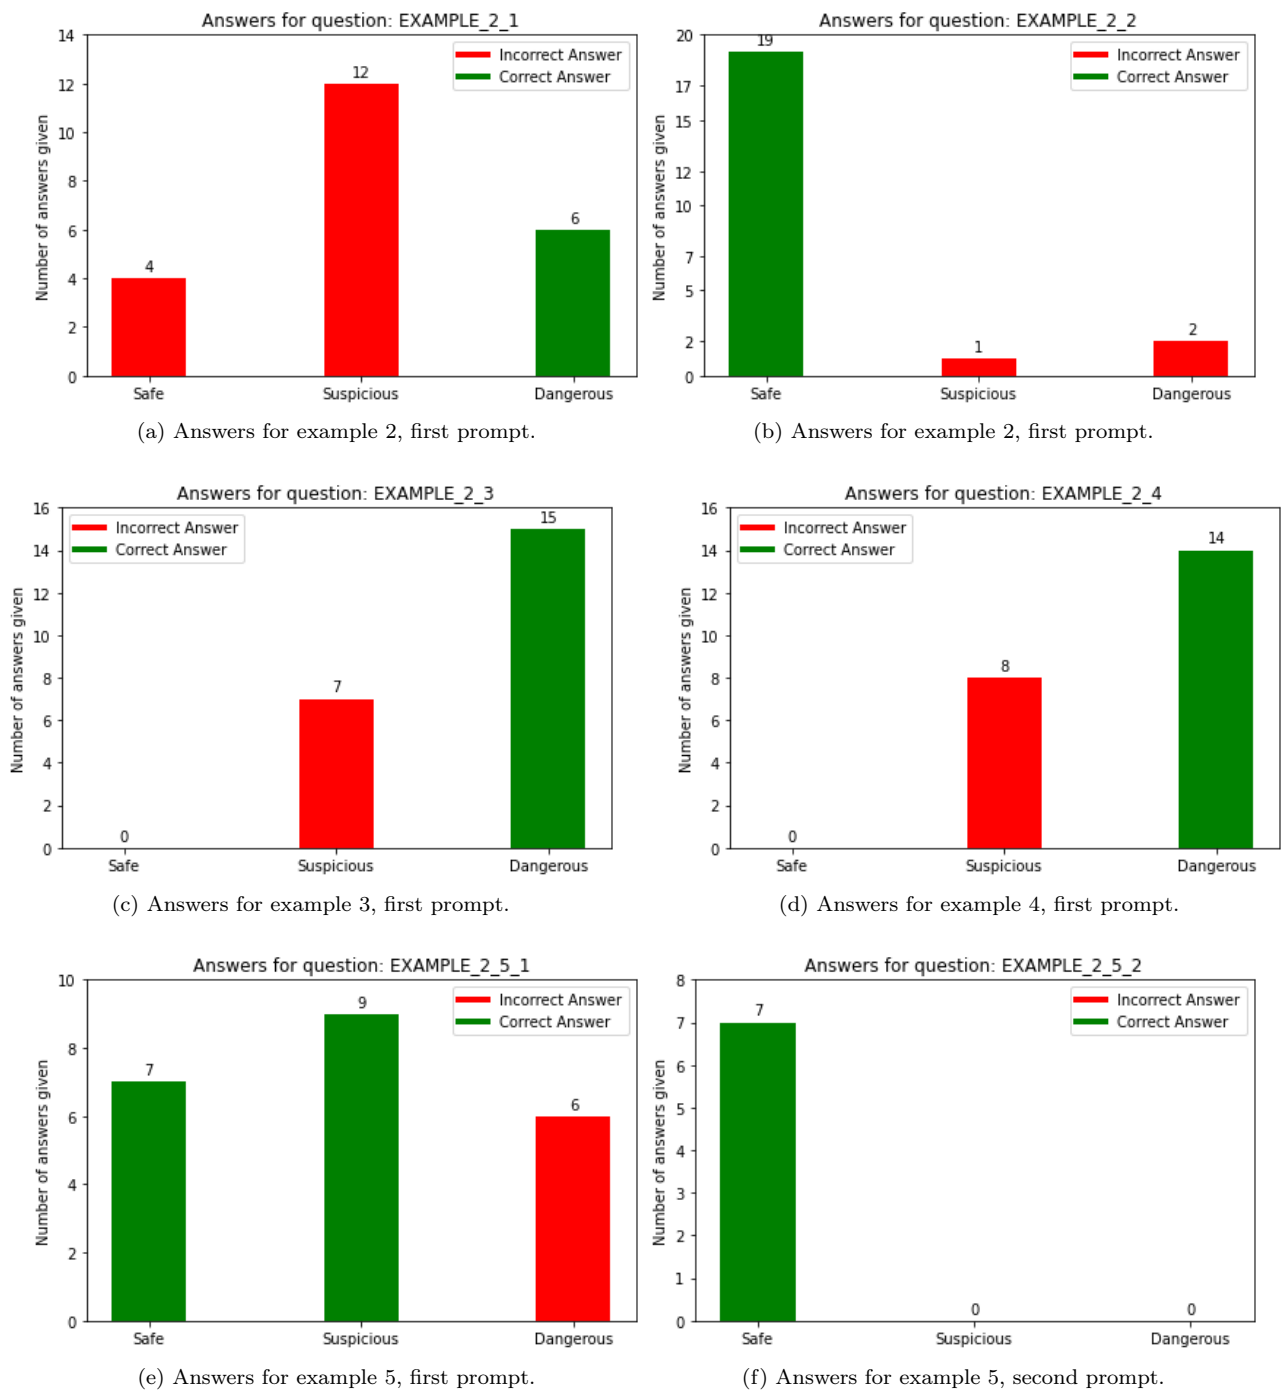 Answers for question: EXAMPLE_2_1
14
12
10
8
6
4
2
0
Number of answers given
Incorrect Answer
Correct Answer
4
12
6
Safe
Suspicious
Dangerous
(a) Answers for example 2, first prompt.
Answers for question: EXAMPLE_2_2
20
17
15
12
10
7
5
2
0
Number of answers given
Incorrect Answer
Correct Answer
19
1
2
Safe
Suspicious
Dangerous
(b) Answers for example 2, first prompt.
Answers for question: EXAMPLE_2_3
16
14
12
10
8
6
4
2
0
Number of answers given
Incorrect Answer
Correct Answer
0
7
15
Safe
Suspicious
Dangerous
(c) Answers for example 3, first prompt.
Answers for question: EXAMPLE_2_4
16
14
12
10
8
6
4
2
0
Number of answers given
Incorrect Answer
Correct Answer
0
8
14
Safe
Suspicious
Dangerous
(d) Answers for example 4, first prompt.
Answers for question: EXAMPLE_2_5_1
10
8
6
4
2
0
Number of answers given
Incorrect Answer
Correct Answer
7
9
6
Safe
Suspicious
Dangerous
(e) Answers for example 5, first prompt.
Answers for question: EXAMPLE_2_5_2
8
7
6
5
4
3
2
1
0
Number of answers given
Incorrect Answer
Correct Answer
7
0
0
Safe
Suspicious
Dangerous
(f) Answers for example 5, second prompt.